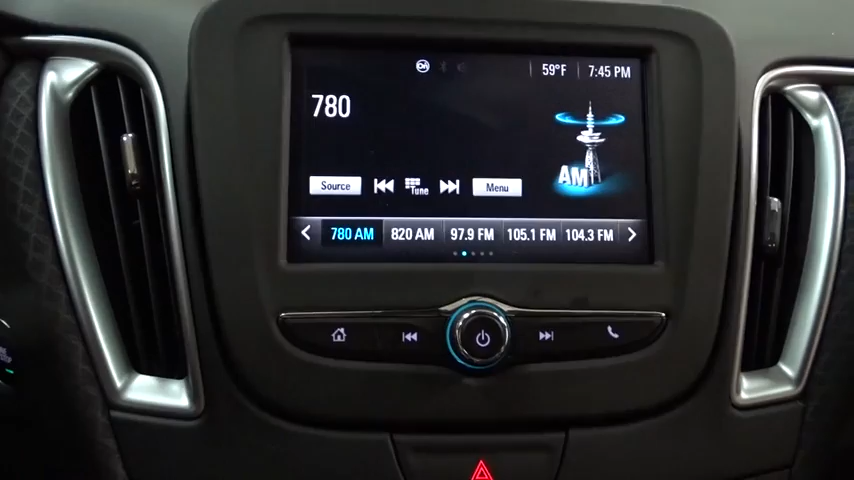 59°F 7:45 PM
780
AM
Source Tune Menu
780 AM 820 AM 97.9 FM 105.1 FM 104.3 FM